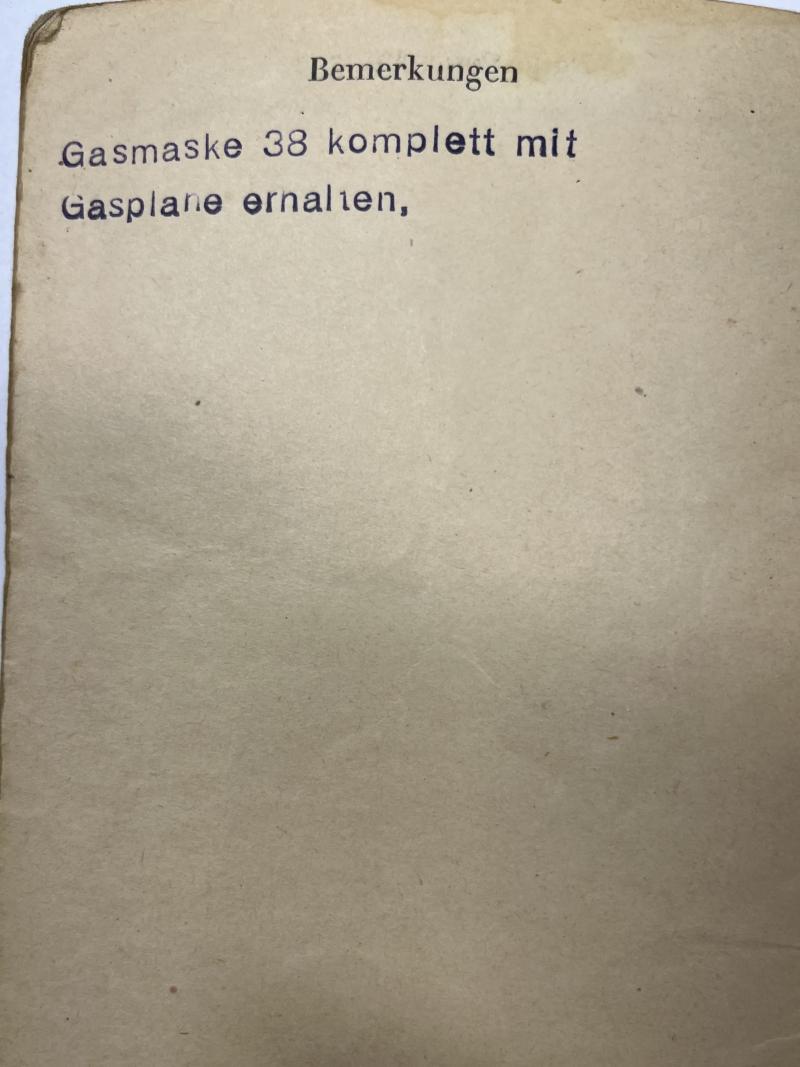 Bemerkungen
Gasmaske 38 komplett mit
Gasplane erhalten,